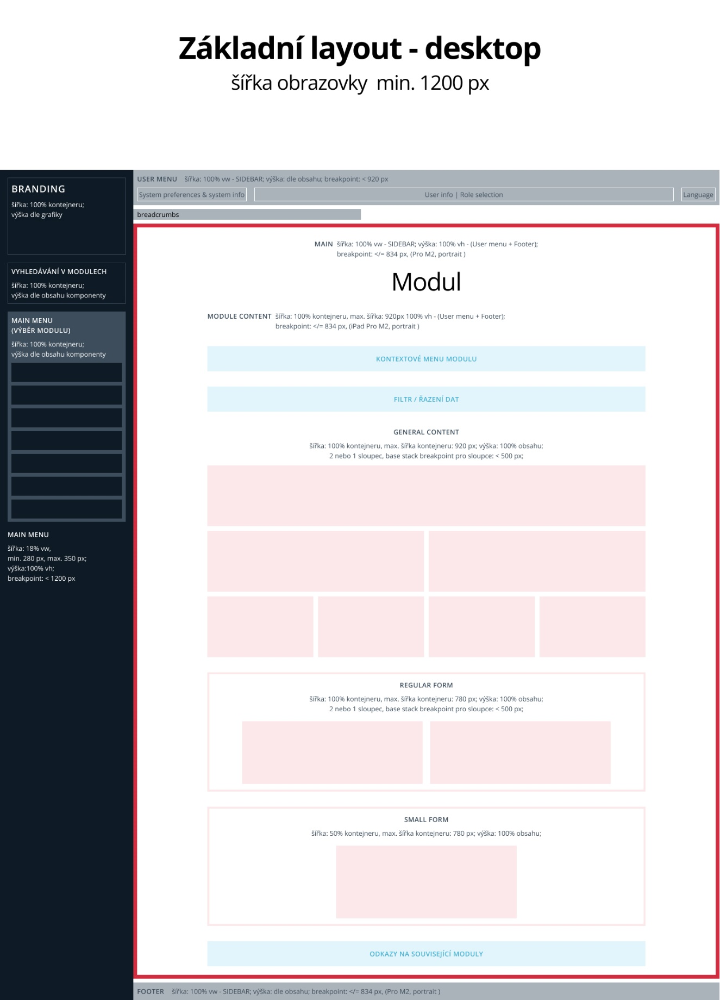 Základní layout - desktop
šířka obrazovky  min. 1200 px
BRANDING
šířka: 100% kontejneru;
výška dle grafiky
VYHLEDÁVÁNÍ V MODULECH
šířka: 100% kontejneru;
výška dle obsahu komponenty
MAIN MENU
(VÝBĚR MODULU)
šířka: 100% kontejneru;
výška dle obsahu komponenty
MAIN MENU
šířka: 18% vw,
min. 280 px, max. 350 px;
výška:100% vh;
breakpoint: < 1200 px
USER MENU šířka: 100% vw - SIDEBAR; výška: dle obsahu; breakpoint: < 920 px
System preferences & system info
User info | Role selection
Language
breadcrumbs
MAIN šířka: 100% vw - SIDEBAR; výška: 100% vh - (User menu + Footer);
breakpoint: </= 834 px, (Pro M2, portrait )
Modul
MODULE CONTENT šířka: 100% kontejneru, max. šířka: 920px 100% vh - (User menu + Footer);
breakpoint: </= 834 px, (iPad Pro M2, portrait )
KONTEXTOVÉ MENU MODULU
FILTR / ŘAZENÍ DAT
GENERAL CONTENT
šířka: 100% kontejneru, max. šířka kontejneru: 920 px; výška: 100% obsahu;
2 nebo 1 sloupec, base stack breakpoint pro sloupce: < 500 px;
REGULAR FORM
šířka: 100% kontejneru, max. šířka kontejneru: 780 px; výška: 100% obsahu;
2 nebo 1 sloupec, base stack breakpoint pro sloupce: < 500 px;
SMALL FORM
šířka: 50% kontejneru, max. šířka kontejneru: 780 px; výška: 100% obsahu;
ODKAZY NA SOUVISEJÍCÍ MODULY
FOOTER šířka: 100% vw - SIDEBAR; výška: dle obsahu; breakpoint: </= 834 px, (Pro M2, portrait )